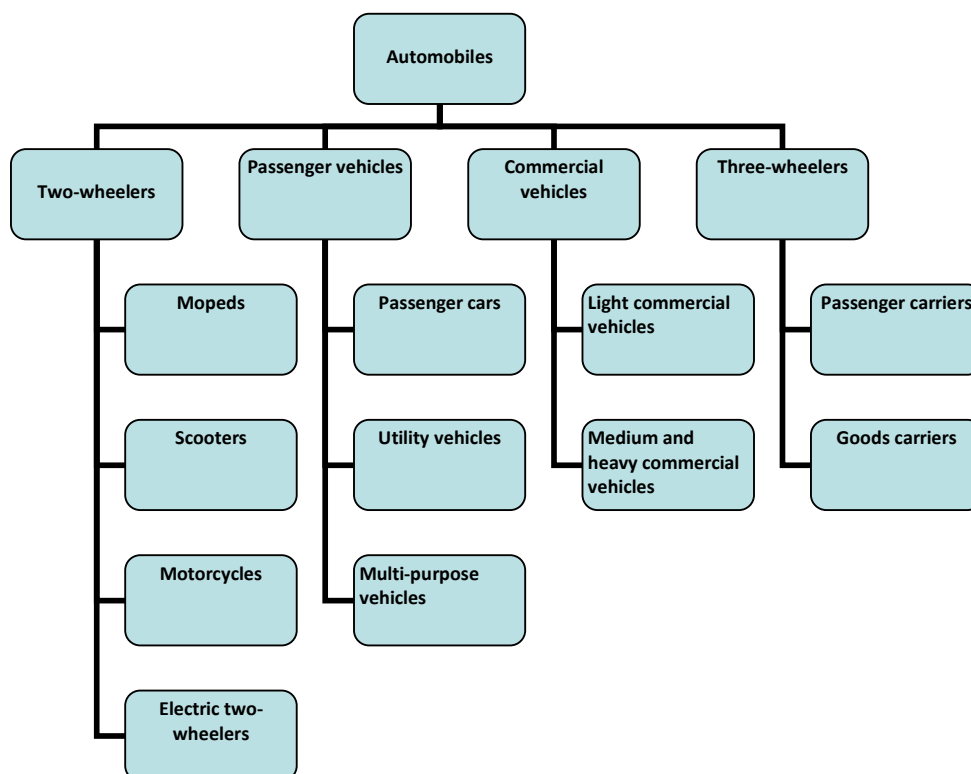 Automobiles
Two-wheelers
Passenger vehicles
Commercial
vehicles
Three-wheelers
Mopeds
Passenger cars
Light commercial
vehicles
Passenger carriers
Scooters
Utility vehicles
Medium and
heavy commercial
vehicles
Goods carriers
Motorcycles
Multi-purpose
vehicles
Electric two-
wheelers